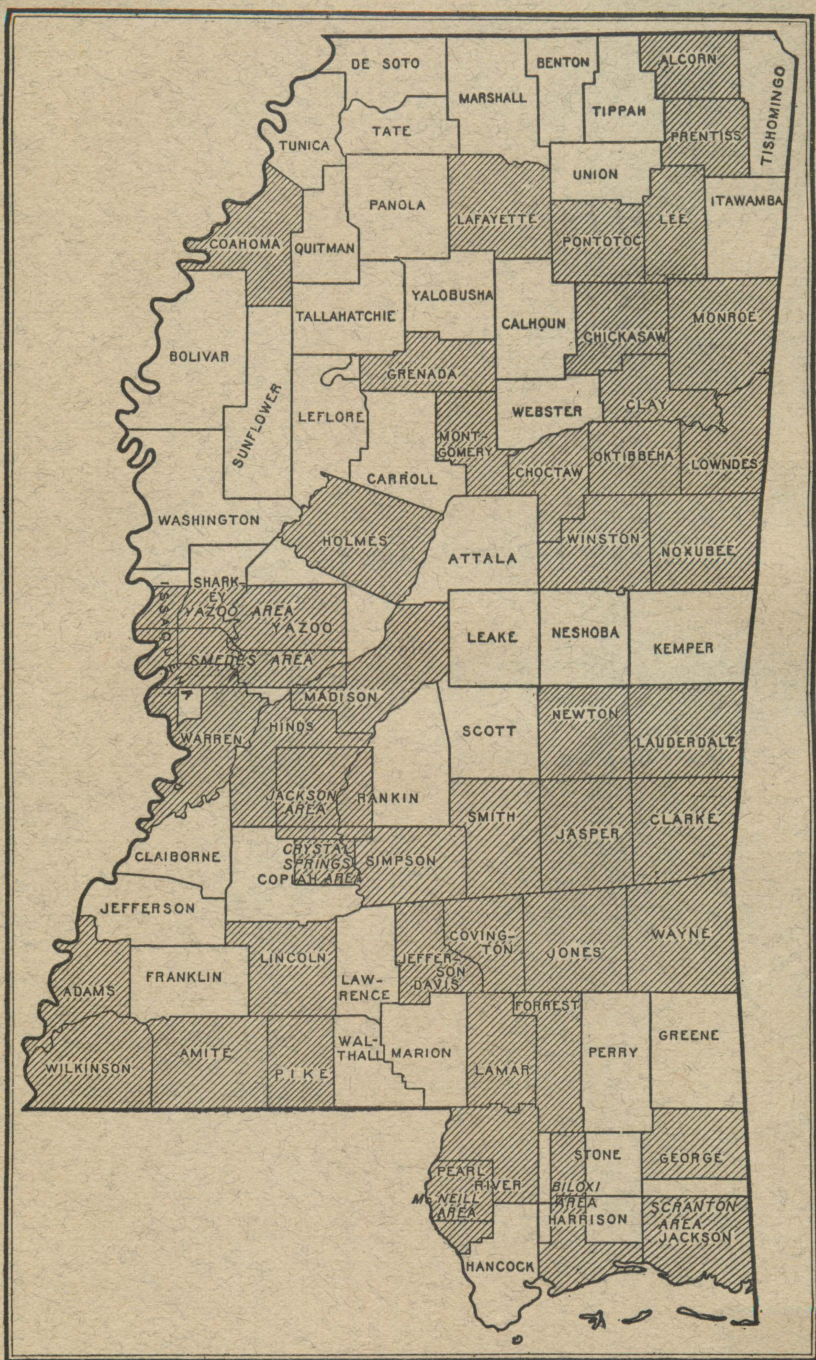 DE SOTO
BENTON
ALCORN
MARSHALL
TIPPAH
TISHOMINGO
TATE
PRENTISS
TUNICA
UNION
PANOLA
ITAWAMBA
LAFAYETTE
LEE
COAHOMA
QUITMAN
PONTOTOC
YALOBUSHA
TALLAHATCHIE
CALHOUN
MONROE
CHICKASAW
BOLIVAR
GRENADA
SUNFLOWER
LEFLORE
WEBSTER
CLAY
MONT-
GOMERY
OKTIBBEHA
LOWNDES
CARROLL
CHOCTAW
WASHINGTON
HOLMES
WINSTON
NOXUBEE
ATTALA
SHARK-
EY
ISSAQUENA
YAZOO AREA
YAZOO
LEAKE
NESHOBA
KEMPER
SMEDES AREA
MADISON
NEWTON
HINDS
SCOTT
WARREN
LAUDERDALE
JACKSON
AREA
RANKIN
SMITH
JASPER
CLARKE
CLAIBORNE
CRYSTAL
SPRINGS
AREA
COPIAH
SIMPSON
JEFFERSON
COVING-
TON
WAYNE
LINCOLN
JEFFER-
SON
DAVIS
JONES
FRANKLIN
LAW-
RENCE
ADAMS
FORREST
WAL-
THALL
MARION
GREENE
PERRY
WILKINSON
AMITE
PIKE
LAMAR
STONE
GEORGE
PEARL
RIVER
McNEILL
AREA
BILOXI
AREA
HARRISON
SCRANTON
AREA
JACKSON
HANCOCK